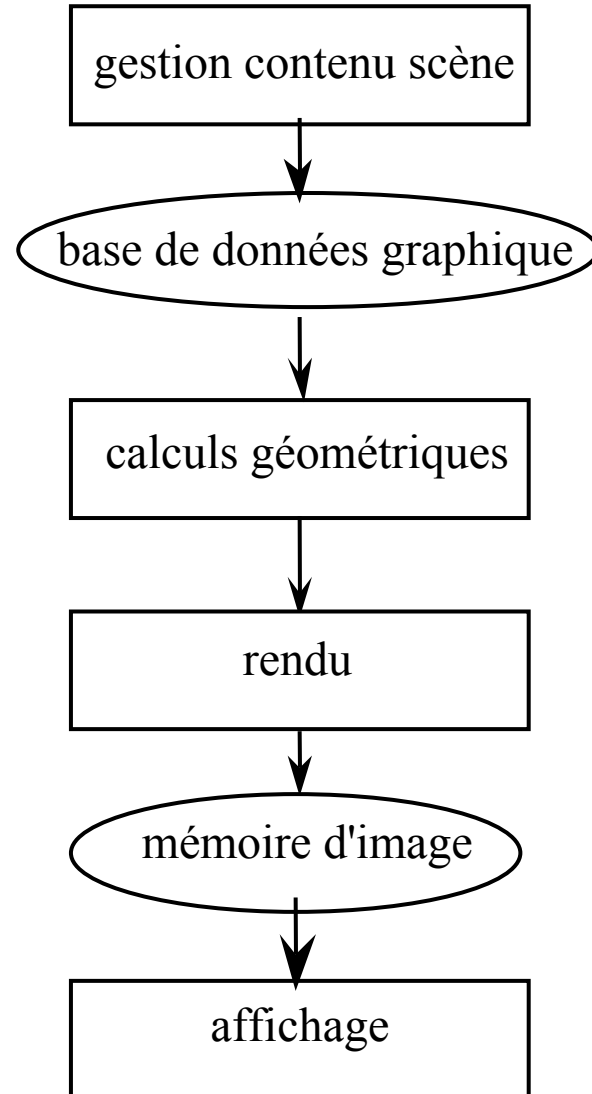 gestion contenu scène
base de données graphique
calculs géométriques
rendu
mémoire d'image
affichage